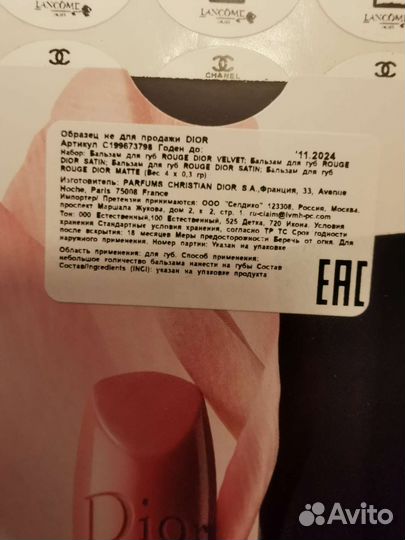 LANCÔME
LANCÔME
CHANEL
CHANEL
Образец не для продажи DIOR
Артикул C199673798 Годен до: '11.2024
Набор: Бальзам для губ ROUGE DIOR VELVET; Бальзам для губ ROUGE
DIOR SATIN; Бальзам для губ ROUGE DIOR SATIN; Бальзам для губ
ROUGE DIOR MATTE (Вес 4 x 0,3 гр)
Изготовитель: PARFUMS CHRISTIAN DIOR S.A.,Франция, 33, Avenue
Hoche, Paris 75008 France
Импортер/ Претензии принимаются: ООО "Селдико" 123308, Россия, Москва,
проспект Маршала Жукова, дом 2, к 2, стр. 1, ru-claim@lvmh-pc.com
Тон: 000 Естественный,100 Естественный, 525 Детка, 720 Икона. Условия
хранения Стандартные условия хранения, согласно ТР ТС Срок годности
после вскрытия: 18 месяцев Меры предосторожности Беречь от огня. Для
наружного применения. Номер партии: Указан на упаковке
Область применения: для губ. Способ применения:
небольшое количество бальзама нанести на губы Состав
Состав/Ingredients (INCI): указан на упаковке продукта
EAC
Dior
Avito